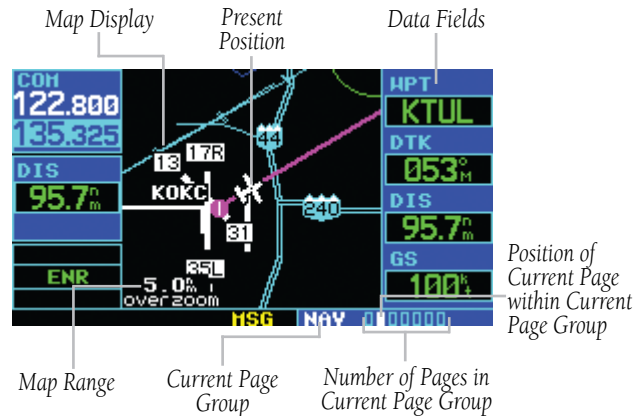 Map Display
Present
Position
Data Fields
COM
122.800
135.325
DIS
95.7nm
ENR
13
17R
KOKC
31
35L
44
240
5.0nm
overzoom
WPT
KTUL
DTK
053°M
DIS
95.7nm
GS
100kt
MSG
NAV
Position of
Current Page
within Current
Page Group
Map Range
Current Page
Group
Number of Pages in
Current Page Group